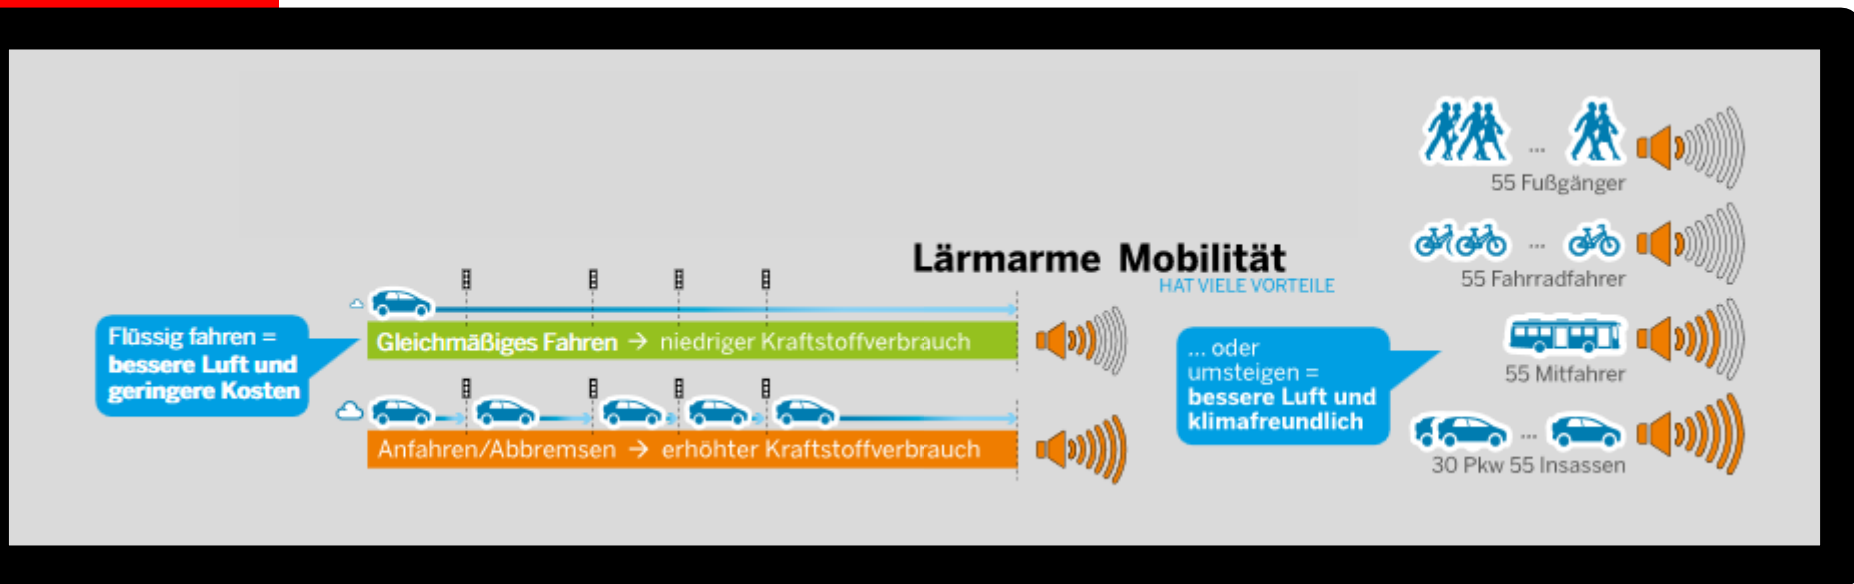 Lärmarme Mobilität
HAT VIELE VORTEILE
Flüssig fahren =
bessere Luft und
geringere Kosten
Gleichmäßiges Fahren → niedriger Kraftstoffverbrauch
Anfahren/Abbremsen → erhöhter Kraftstoffverbrauch
... oder
umsteigen =
bessere Luft und
klimafreundlich
...
55 Fußgänger
...
55 Fahrradfahrer
55 Mitfahrer
...
30 Pkw 55 Insassen